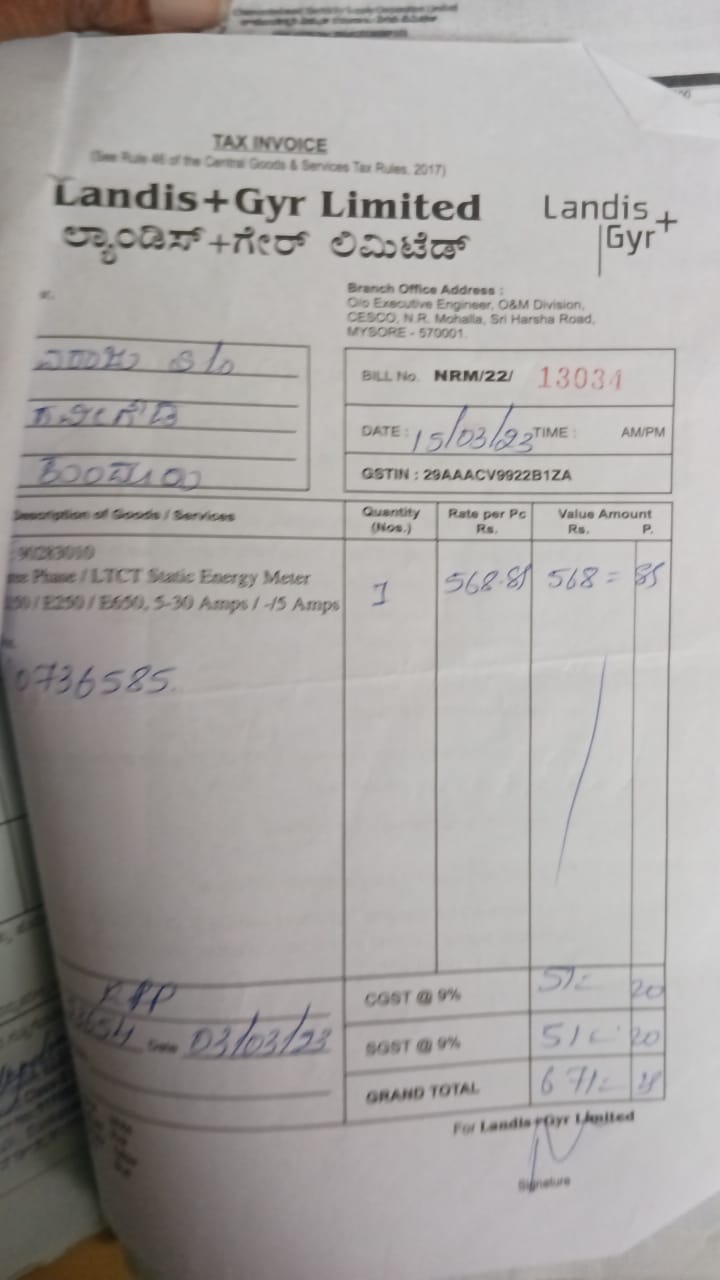 TAX INVOICE
(See Rule 46 of the Central Goods & Services Tax Rules, 2017)
Landis+Gyr Limited
ಲ್ಯಾಂಡಿಸ್+ಗೇರ್ ಲಿಮಿಟೆಡ್
Landis
Gyr+
Branch Office Address :
O/o Executive Engineer, O&M Division,
CESCO, N.R. Mohalla, Sri Harsha Road,
MYSORE - 570001.
BILL No. NRM/22/ 13034
DATE : 15/03/23 TIME : AM/PM
GSTIN : 29AAACV9922B1ZA
Description of Goods / Services Quantity (Nos.) Rate per Pc Rs. Value Amount Rs. P.
90283010
Phase / LTCT Static Energy Meter
/ E250 / E650, 5-30 Amps / -/5 Amps 1 568.85 568 = 85
0736585.
CGST @ 9% 51= 20
Date 03/03/23 SGST @ 9% 51= 20
GRAND TOTAL 671=
For Landis+Gyr Limited
Signature